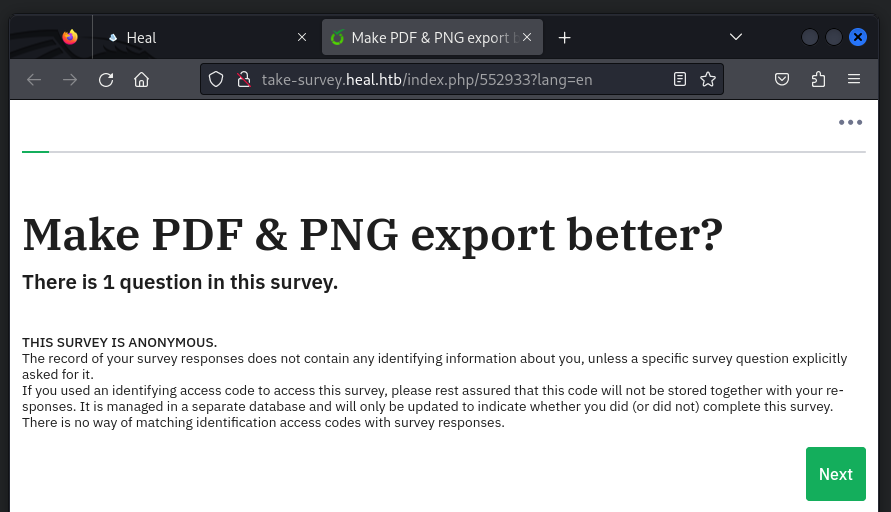 Heal
Make PDF & PNG export
take-survey.heal.htb/index.php/552933?lang=en
Make PDF & PNG export better?
There is 1 question in this survey.
THIS SURVEY IS ANONYMOUS.
The record of your survey responses does not contain any identifying information about you, unless a specific survey question explicitly
asked for it.
If you used an identifying access code to access this survey, please rest assured that this code will not be stored together with your re-
sponses. It is managed in a separate database and will only be updated to indicate whether you did (or did not) complete this survey.
There is no way of matching identification access codes with survey responses.
Next